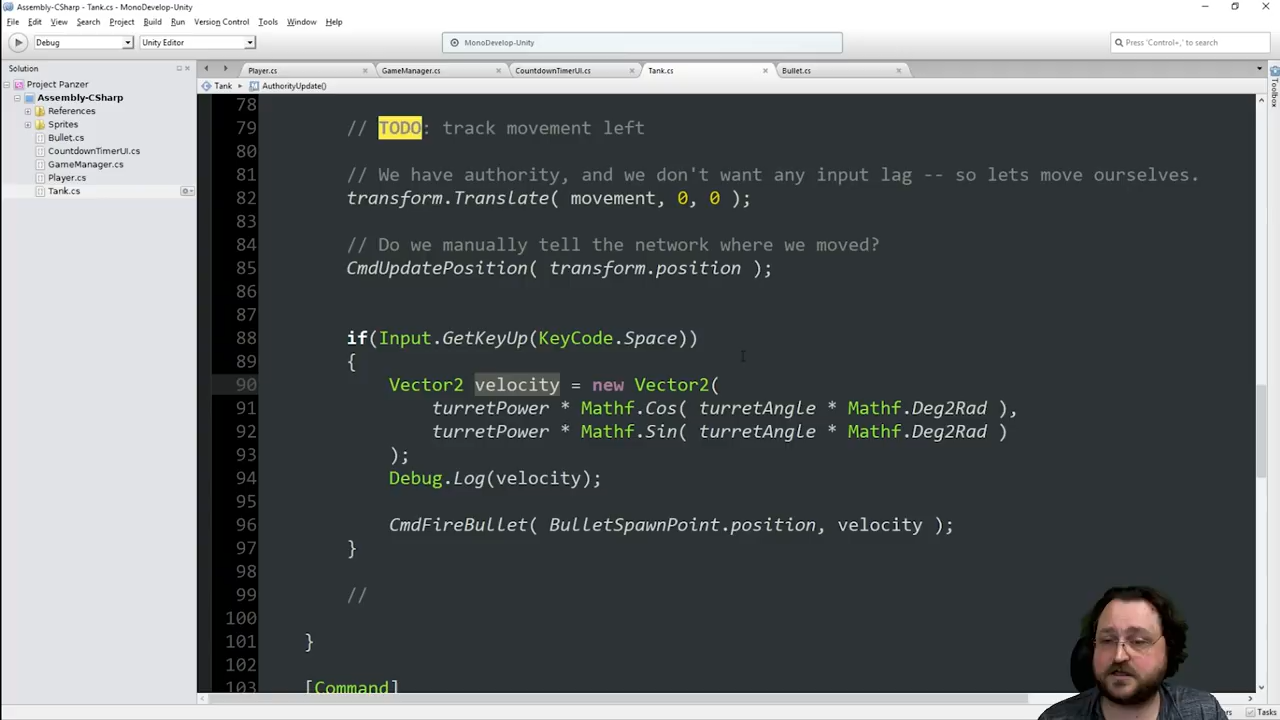 Assembly-CSharp - Tank.cs - MonoDevelop-Unity
File Edit View Search Project Build Run Version Control Tools Window Help
Debug Unity Editor MonoDevelop-Unity Press 'Control+,' to search
Solution
Player.cs GameManager.cs CountdownTimerUI.cs Tank.cs Bullet.cs
Toolbox
Project Panzer
Assembly-CSharp
References
Sprites
Bullet.cs
CountdownTimerUI.cs
GameManager.cs
Player.cs
Tank.cs
Tank AuthorityUpdate()
78
79 // TODO: track movement left
80
81 // We have authority, and we don't want any input lag -- so lets move ourselves.
82 transform.Translate( movement, 0, 0 );
83
84 // Do we manually tell the network where we moved?
85 CmdUpdatePosition( transform.position );
86
87
88 if(Input.GetKeyUp(KeyCode.Space))
89 {
90 Vector2 velocity = new Vector2(
91 turretPower * Mathf.Cos( turretAngle * Mathf.Deg2Rad ),
92 turretPower * Mathf.Sin( turretAngle * Mathf.Deg2Rad )
93 );
94 Debug.Log(velocity);
95
96 CmdFireBullet( BulletSpawnPoint.position, velocity );
97 }
98
99 //
100
101 }
102
103 [Command]
Tasks